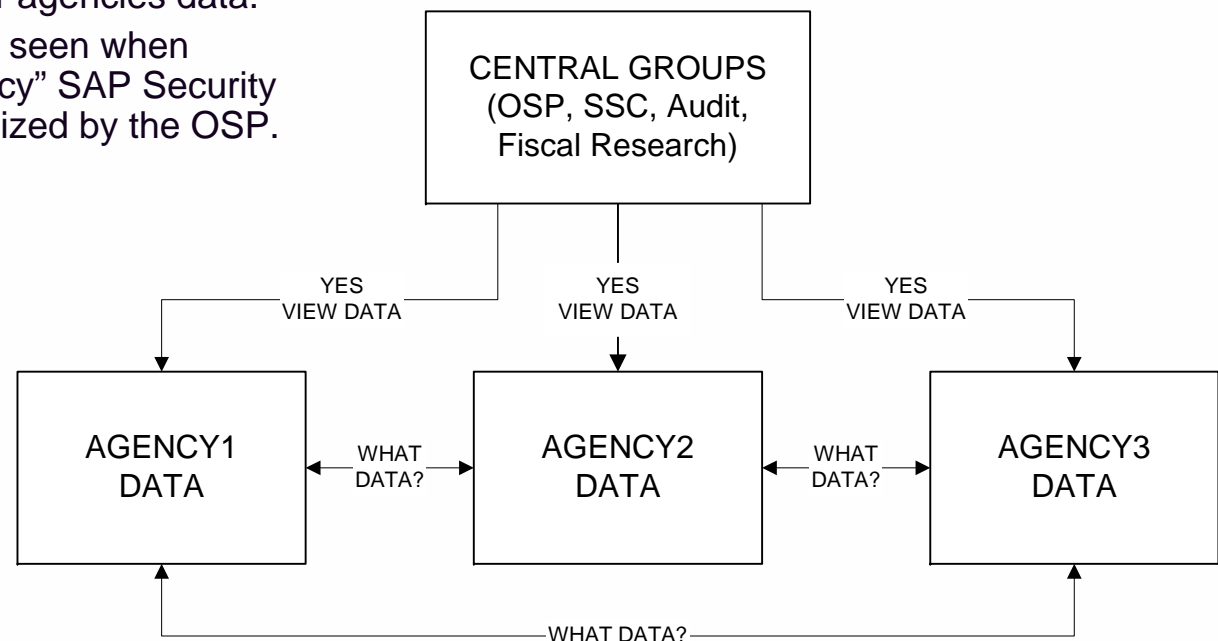 agencies data.
seen when
cy” SAP Security
ized by the OSP.
CENTRAL GROUPS
(OSP, SSC, Audit,
Fiscal Research)
YES
VIEW DATA
YES
VIEW DATA
YES
VIEW DATA
AGENCY1
DATA
WHAT
DATA?
AGENCY2
DATA
WHAT
DATA?
AGENCY3
DATA
WHAT DATA?